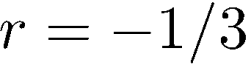 r = −1/3